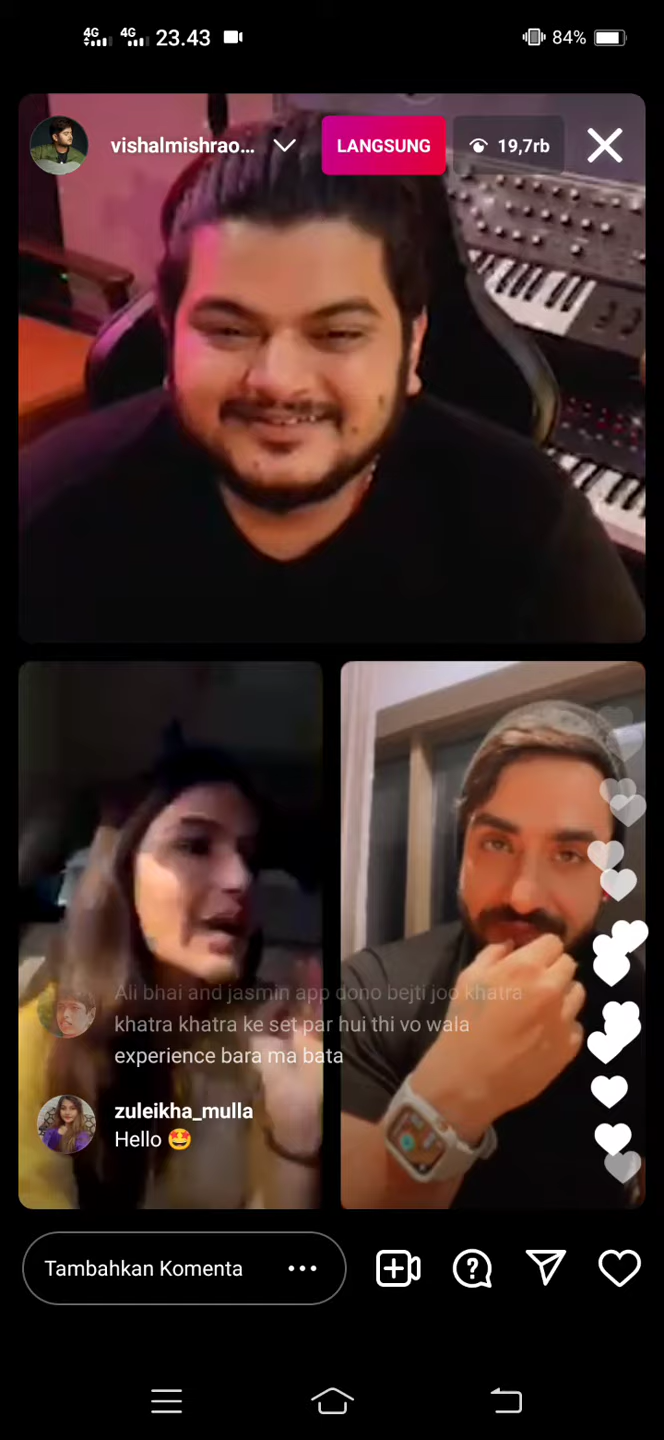 4G 4G 23.43 84%
vishalmishrao... LANGSUNG 19,7rb
Ali bhai and jasmin app dono bejti joo khatra
khatra khatra ke set par hui thi vo wala
experience bara ma bata
zuleikha_mulla
Hello 🤩
Tambahkan Komenta